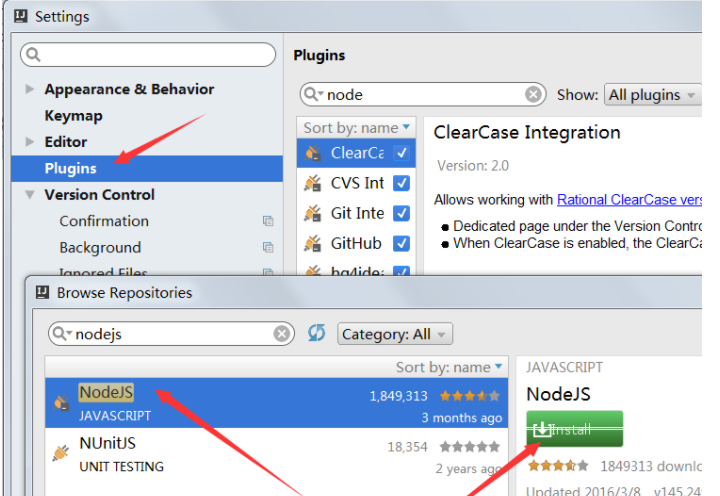 Settings
Plugins
node
Show: All plugins
Appearance & Behavior
Keymap
Editor
Plugins
Version Control
Confirmation
Background
Ignored Files
Sort by: name
ClearCa
CVS Int
Git Inte
GitHub
hg4idea
ClearCase Integration
Version: 2.0
Allows working with Rational ClearCase vers
Dedicated page under the Version Contro
When ClearCase is enabled, the ClearCa
Browse Repositories
nodejs
Category: All
Sort by: name
NodeJS
1,849,313
JAVASCRIPT
3 months ago
NUnitJS
18,354
UNIT TESTING
2 years ago
JAVASCRIPT
NodeJS
Install
1849313 downlo
Updated 2016/3/8 v145.249